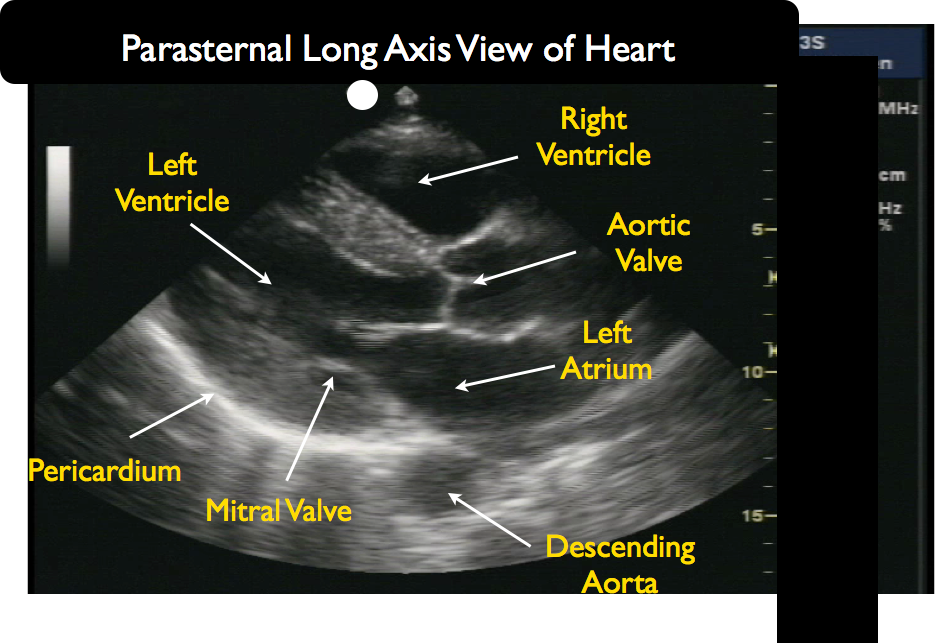 Parasternal Long Axis View of Heart
3S
en
MHz
cm
Hz
%
Right
Ventricle
Left
Ventricle
Aortic
Valve
5
Left
Atrium
10
Pericardium
Mitral Valve
15
Descending
Aorta